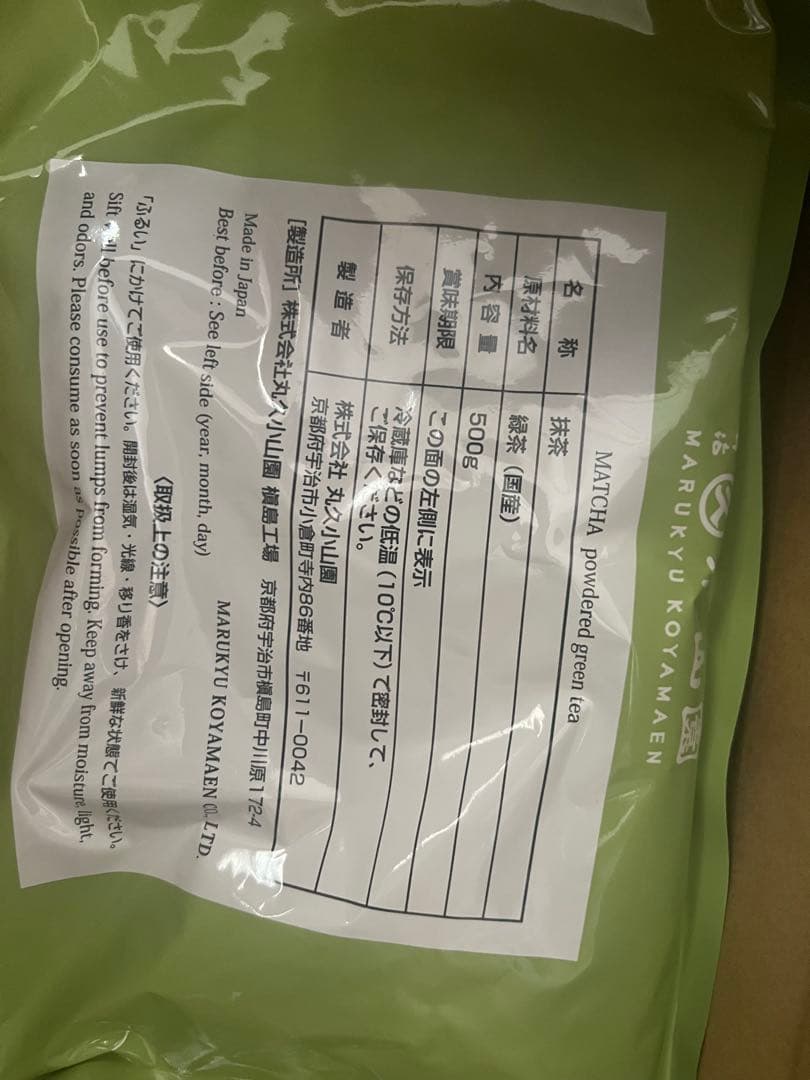 園
MARUKYU KOYAMAEN
MATCHA powdered green tea
名称 抹茶
原材料名 緑茶(国産)
内容量 500g
賞味期限 この面の左側に表示
保存方法 冷蔵庫などの低温(10℃以下)で密封して、
ご保存ください。
製造者 株式会社 丸久小山園
京都府宇治市小倉町寺内86番地 〒611-0042
[製造所] 株式会社丸久小山園 槇島工場 京都府宇治市槇島町中川原172-4
Made in Japan
Best before : See left side (year, month, day)
MARUKYU KOYAMAEN CO., LTD.
〈取扱上の注意〉
「ふるい」にかけてご使用ください。開封後は湿気・光線・移り香をさけ、新鮮な状態でご使用ください。
Sift well before use to prevent lumps from forming. Keep away from moisture, light,
and odors. Please consume as soon as possible after opening.